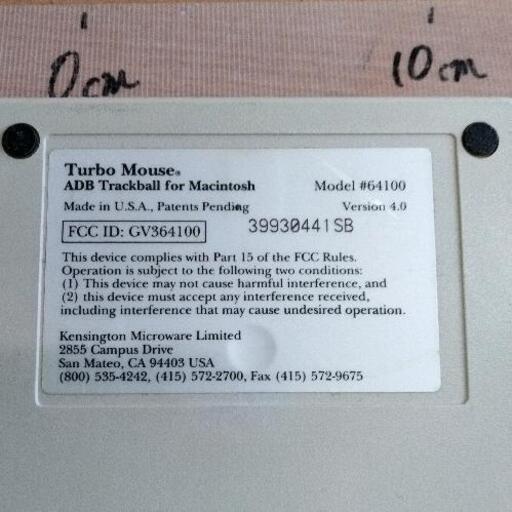 0cm 10cm
Turbo Mouse®
ADB Trackball for Macintosh Model #64100
Made in U.S.A., Patents Pending Version 4.0
FCC ID: GV364100 39930441SB
This device complies with Part 15 of the FCC Rules.
Operation is subject to the following two conditions:
(1) This device may not cause harmful interference, and
(2) this device must accept any interference received,
including interference that may cause undesired operation.
Kensington Microware Limited
2855 Campus Drive
San Mateo, CA 94403 USA
(800) 535-4242, (415) 572-2700, Fax (415) 572-9675